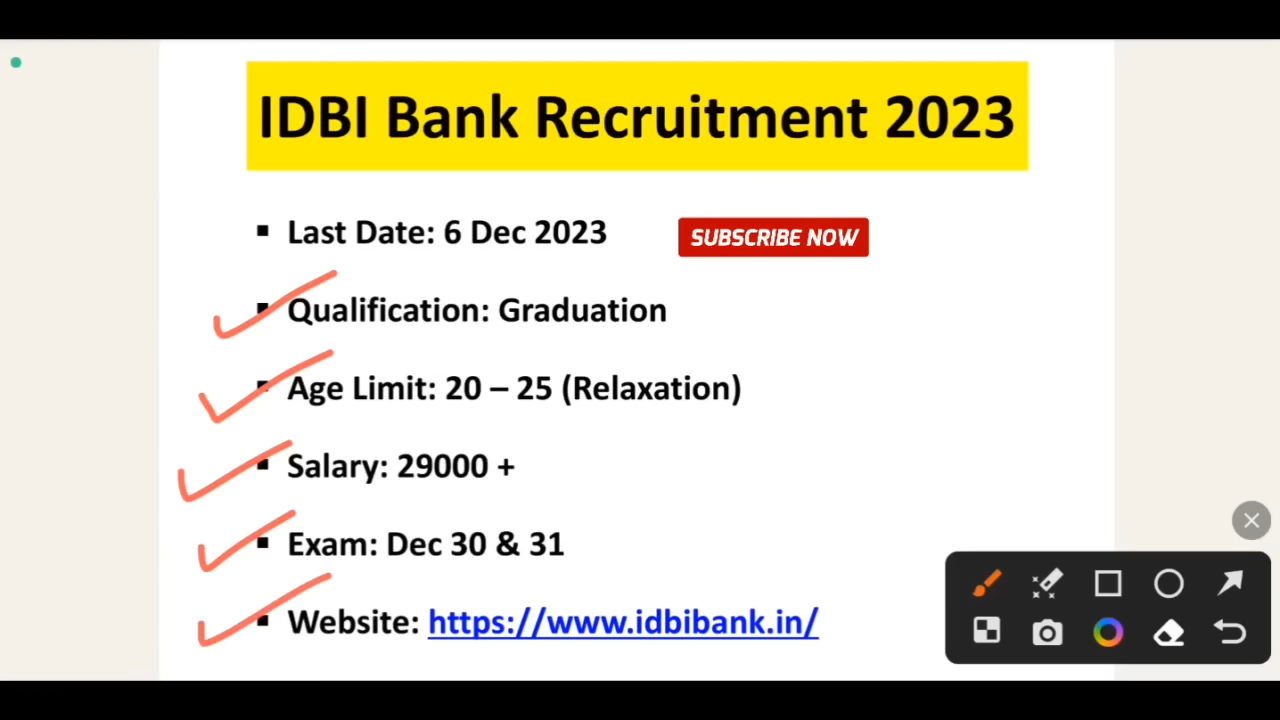 IDBI Bank Recruitment 2023
▪ Last Date: 6 Dec 2023
SUBSCRIBE NOW
▪ Qualification: Graduation
▪ Age Limit: 20 – 25 (Relaxation)
▪ Salary: 29000 +
▪ Exam: Dec 30 & 31
▪ Website: https://www.idbibank.in/